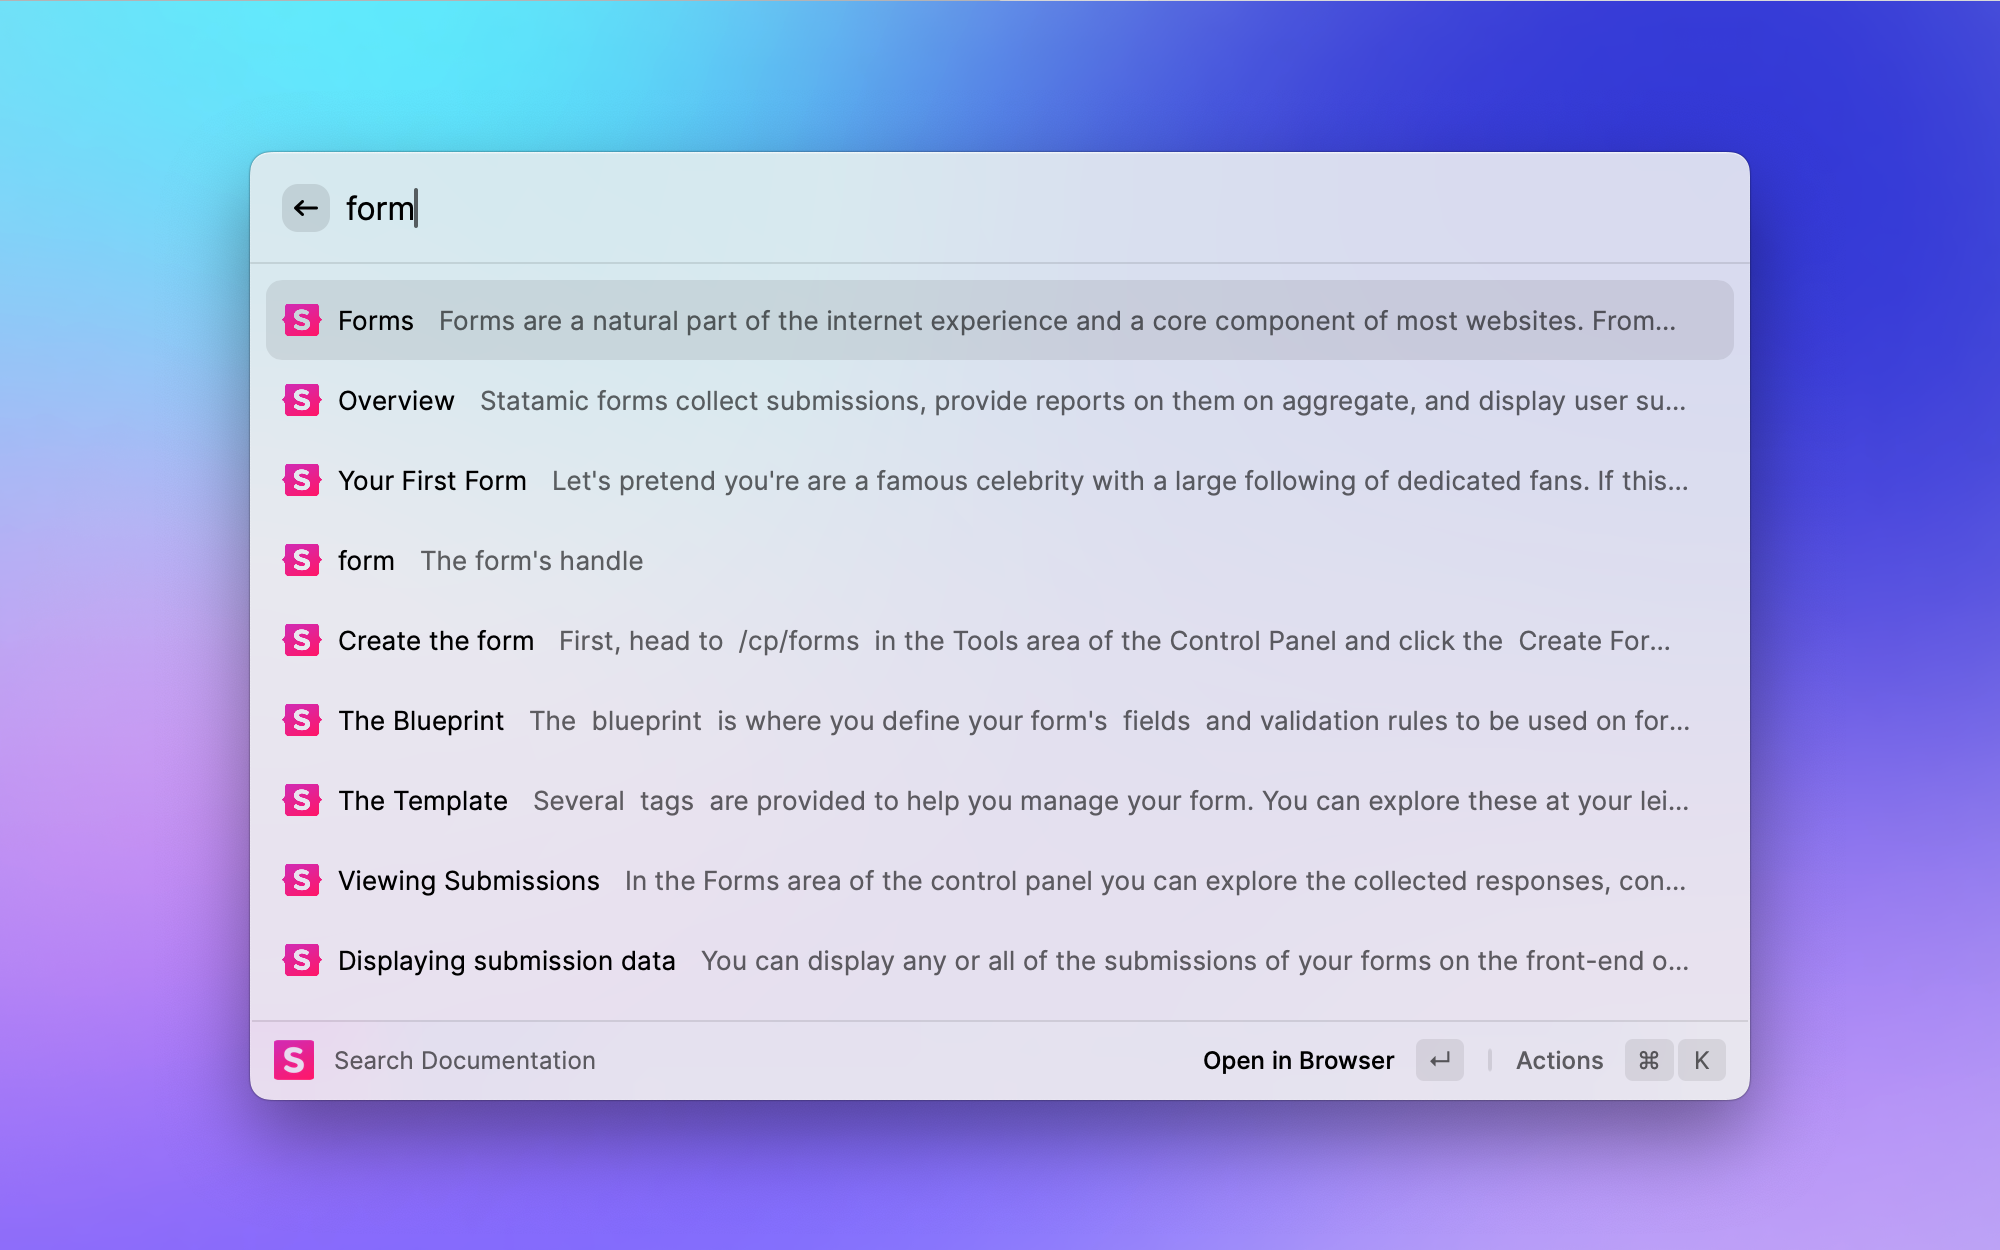 form
Forms Forms are a natural part of the internet experience and a core component of most websites. From...
Overview Statamic forms collect submissions, provide reports on them on aggregate, and display user su...
Your First Form Let's pretend you're are a famous celebrity with a large following of dedicated fans. If this...
form The form's handle
Create the form First, head to /cp/forms in the Tools area of the Control Panel and click the Create For...
The Blueprint The blueprint is where you define your form's fields and validation rules to be used on for...
The Template Several tags are provided to help you manage your form. You can explore these at your lei...
Viewing Submissions In the Forms area of the control panel you can explore the collected responses, con...
Displaying submission data You can display any or all of the submissions of your forms on the front-end o...
S Search Documentation Open in Browser ↵ | Actions ⌘ K